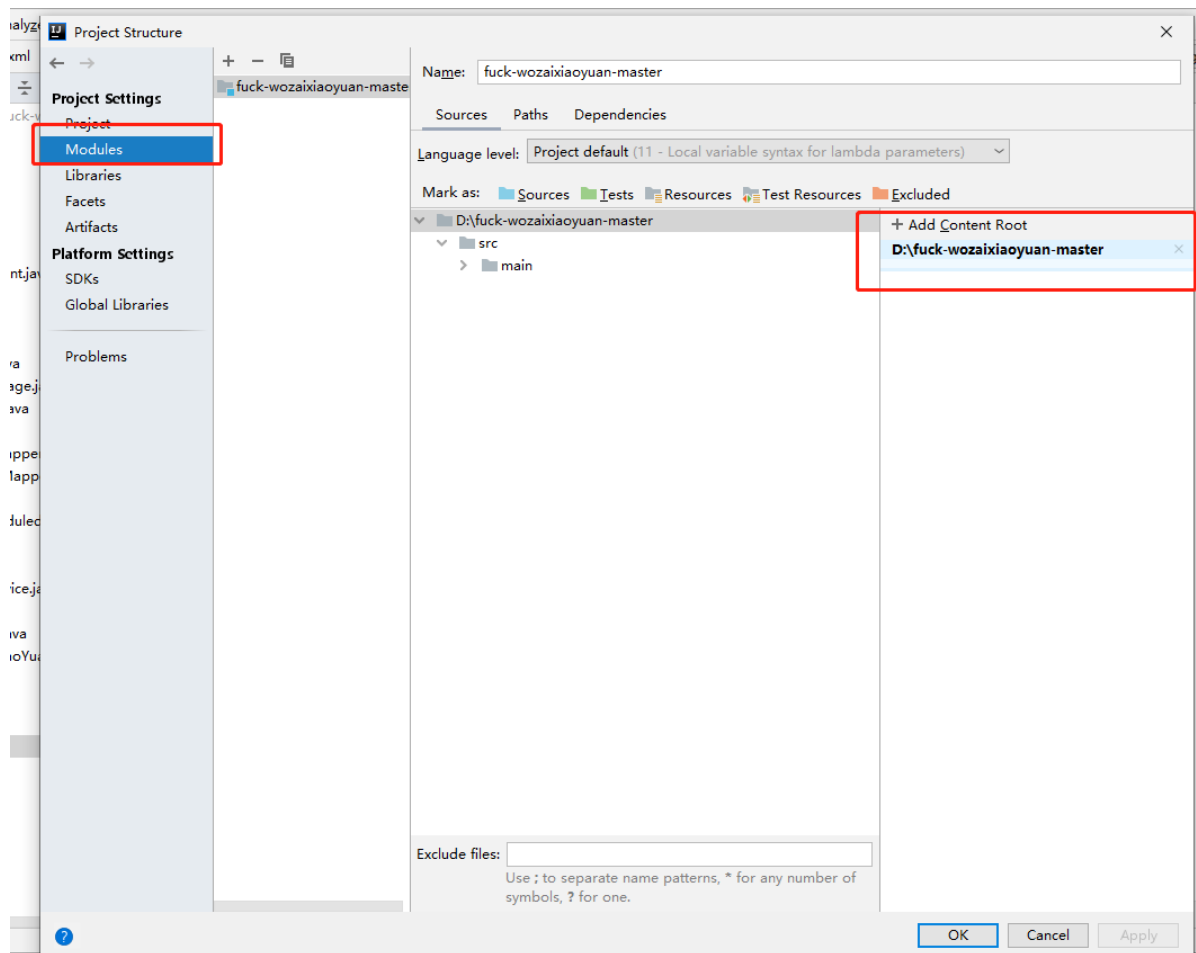 Project Structure
xml
Project Settings
Project
Modules
Libraries
Facets
Artifacts
Platform Settings
SDKs
Global Libraries
Problems
fuck-wozaixiaoyuan-maste
Name: fuck-wozaixiaoyuan-master
Sources Paths Dependencies
Language level: Project default (11 - Local variable syntax for lambda parameters)
Mark as: Sources Tests Resources Test Resources Excluded
D:\fuck-wozaixiaoyuan-master
src
main
+ Add Content Root
D:\fuck-wozaixiaoyuan-master
Exclude files:
Use ; to separate name patterns, * for any number of
symbols, ? for one.
?
OK Cancel Apply